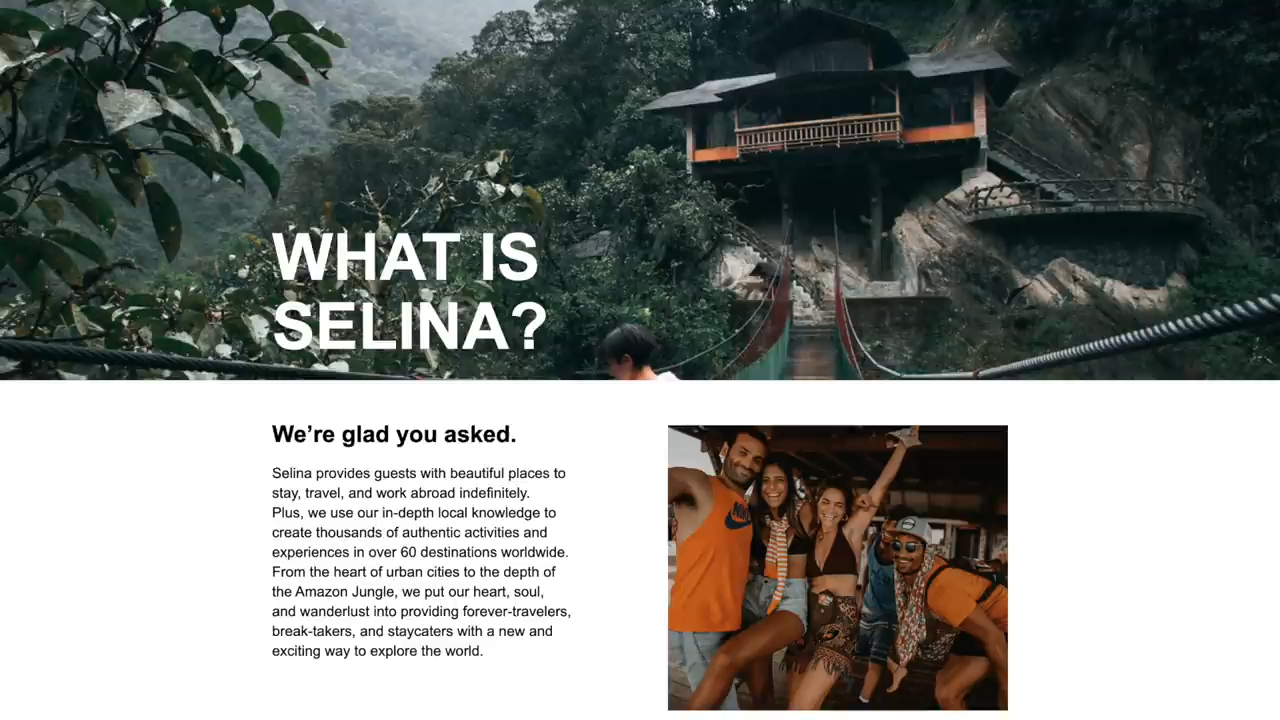 WHAT IS
SELINA?
We’re glad you asked.
Selina provides guests with beautiful places to
stay, travel, and work abroad indefinitely.
Plus, we use our in-depth local knowledge to
create thousands of authentic activities and
experiences in over 60 destinations worldwide.
From the heart of urban cities to the depth of
the Amazon Jungle, we put our heart, soul,
and wanderlust into providing forever-travelers,
break-takers, and staycaters with a new and
exciting way to explore the world.